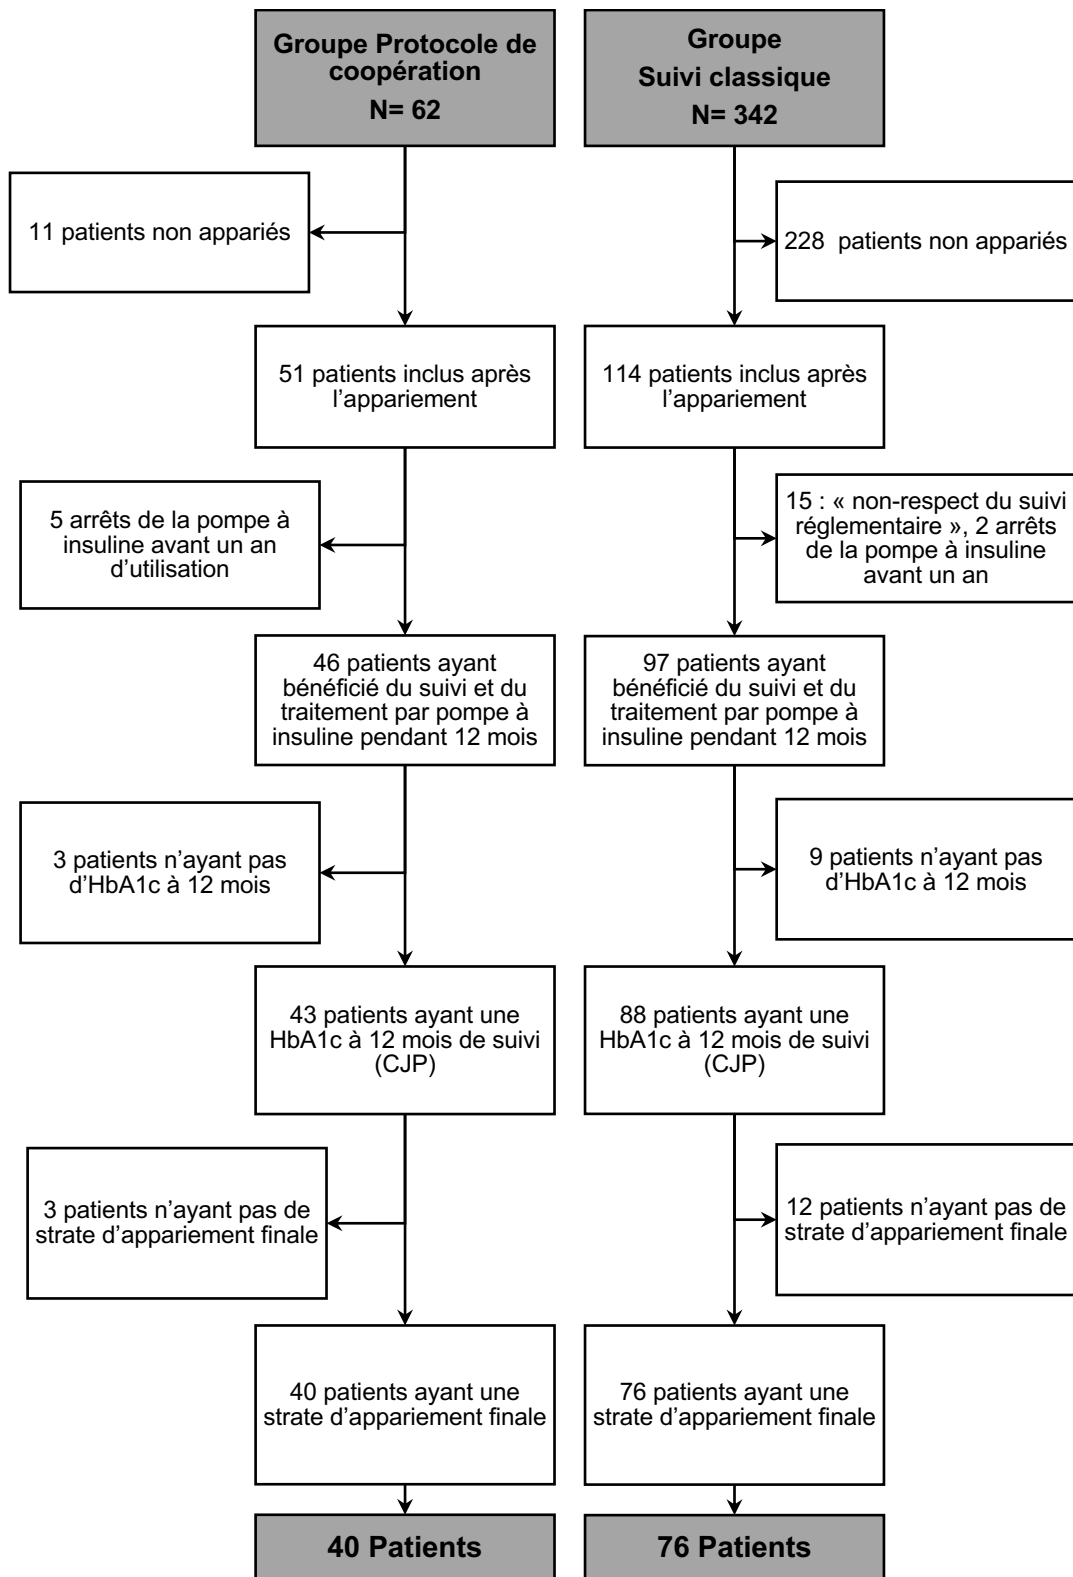 Groupe Protocole de
coopération
N= 62
Groupe
Suivi classique
N= 342
11 patients non appariés
228  patients non appariés
51 patients inclus après
l’appariement
114 patients inclus après
l’appariement
5 arrêts de la pompe à
insuline avant un an
d’utilisation
15 : « non-respect du suivi
réglementaire », 2 arrêts
de la pompe à insuline
avant un an
46 patients ayant
bénéficié du suivi et du
traitement par pompe à
insuline pendant 12 mois
97 patients ayant
bénéficié du suivi et du
traitement par pompe à
insuline pendant 12 mois
3 patients n’ayant pas
d’HbA1c à 12 mois
9 patients n’ayant pas
d’HbA1c à 12 mois
43 patients ayant une
HbA1c à 12 mois de suivi
(CJP)
88 patients ayant une
HbA1c à 12 mois de suivi
(CJP)
3 patients n’ayant pas de
strate d’appariement finale
12 patients n’ayant pas de
strate d’appariement finale
40 patients ayant une
strate d’appariement finale
76 patients ayant une
strate d’appariement finale
40 Patients
76 Patients